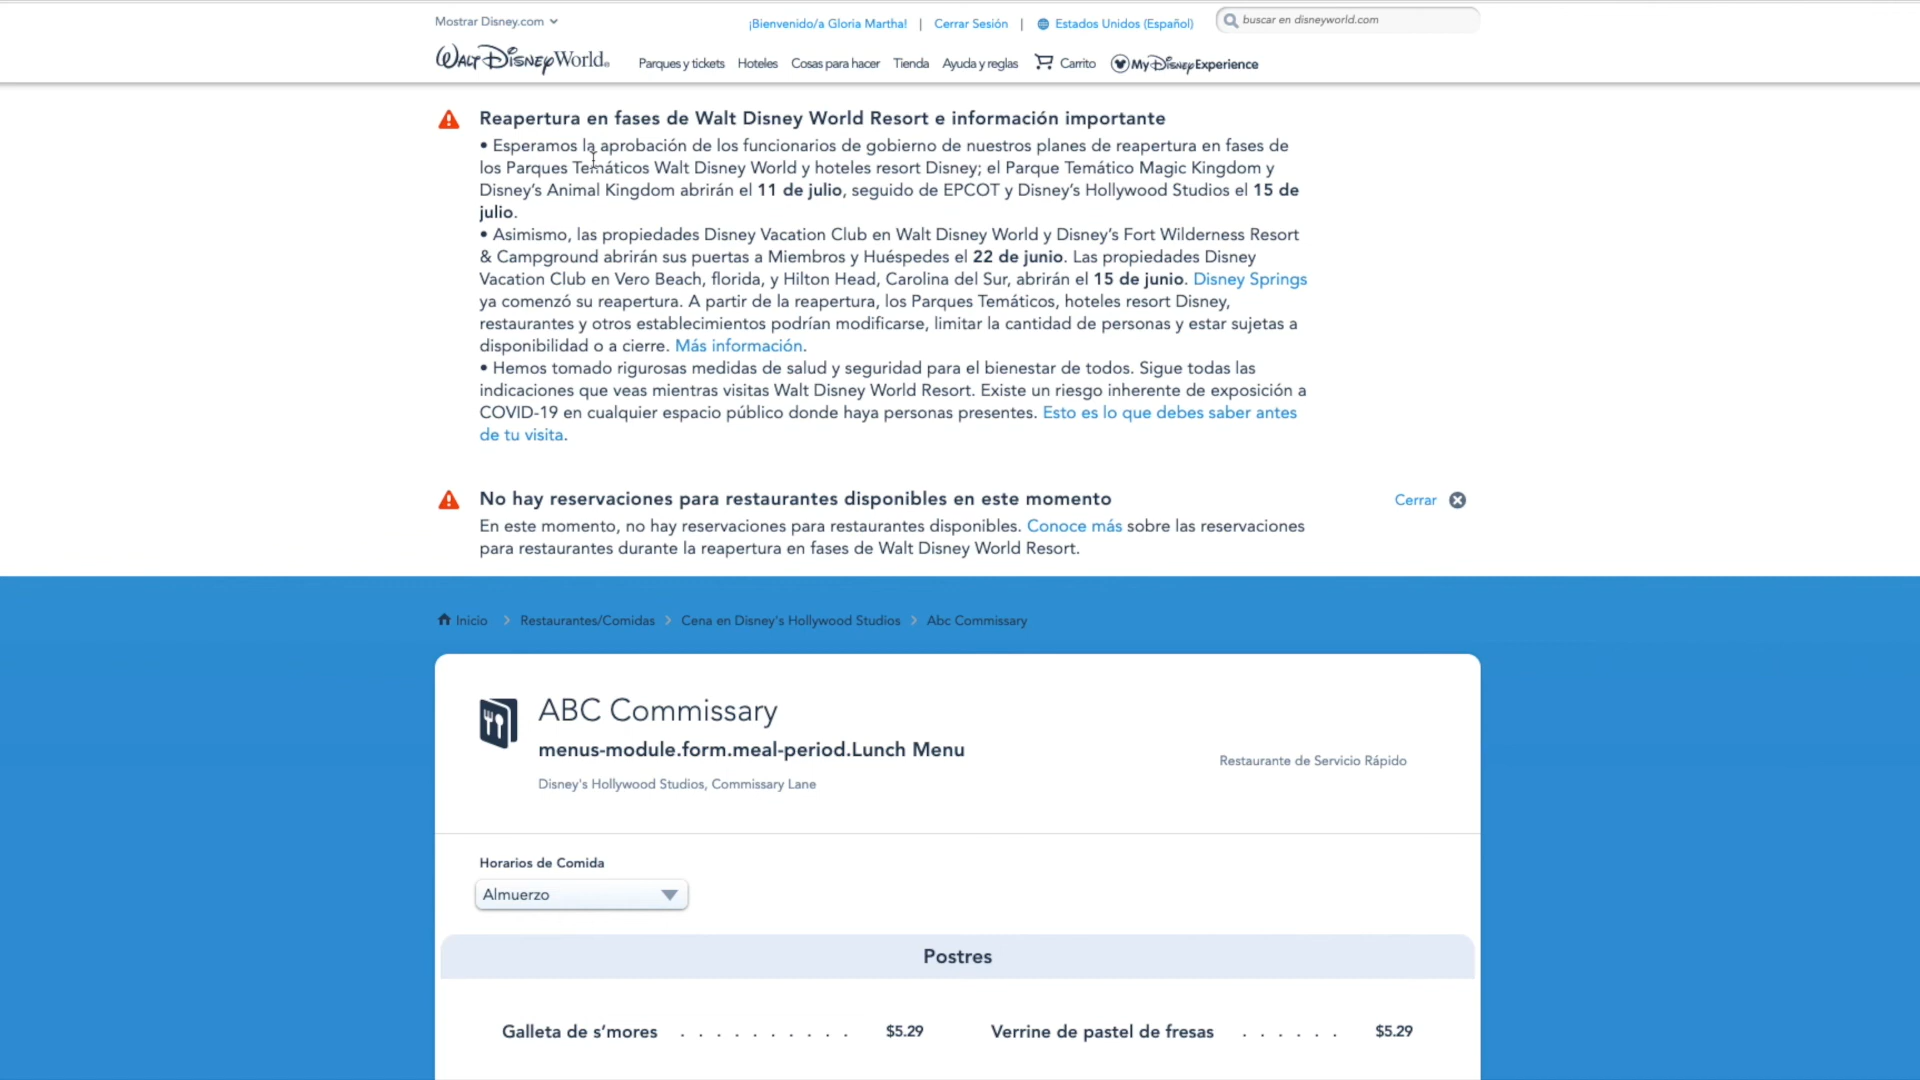 Mostrar Disney.com
¡Bienvenido/a Gloria Martha! | Cerrar Sesión | Estados Unidos (Español)
buscar en disneyworld.com
Walt Disney World.
Parques y tickets Hoteles Cosas para hacer Tienda Ayuda y reglas Carrito My Disney Experience
Reapertura en fases de Walt Disney World Resort e información importante
• Esperamos la aprobación de los funcionarios de gobierno de nuestros planes de reapertura en fases de
los Parques Temáticos Walt Disney World y hoteles resort Disney; el Parque Temático Magic Kingdom y
Disney’s Animal Kingdom abrirán el 11 de julio, seguido de EPCOT y Disney’s Hollywood Studios el 15 de
julio.
• Asimismo, las propiedades Disney Vacation Club en Walt Disney World y Disney’s Fort Wilderness Resort
& Campground abrirán sus puertas a Miembros y Huéspedes el 22 de junio. Las propiedades Disney
Vacation Club en Vero Beach, florida, y Hilton Head, Carolina del Sur, abrirán el 15 de junio. Disney Springs
ya comenzó su reapertura. A partir de la reapertura, los Parques Temáticos, hoteles resort Disney,
restaurantes y otros establecimientos podrían modificarse, limitar la cantidad de personas y estar sujetas a
disponibilidad o a cierre. Más información.
• Hemos tomado rigurosas medidas de salud y seguridad para el bienestar de todos. Sigue todas las
indicaciones que veas mientras visitas Walt Disney World Resort. Existe un riesgo inherente de exposición a
COVID-19 en cualquier espacio público donde haya personas presentes. Esto es lo que debes saber antes
de tu visita.
No hay reservaciones para restaurantes disponibles en este momento
Cerrar
En este momento, no hay reservaciones para restaurantes disponibles. Conoce más sobre las reservaciones
para restaurantes durante la reapertura en fases de Walt Disney World Resort.
Inicio > Restaurantes/Comidas > Cena en Disney's Hollywood Studios > Abc Commissary
ABC Commissary
menus-module.form.meal-period.Lunch Menu
Restaurante de Servicio Rápido
Disney's Hollywood Studios, Commissary Lane
Horarios de Comida
Almuerzo
Postres
Galleta de s’mores . . . . . . . . . . $5.29
Verrine de pastel de fresas . . . . . . $5.29